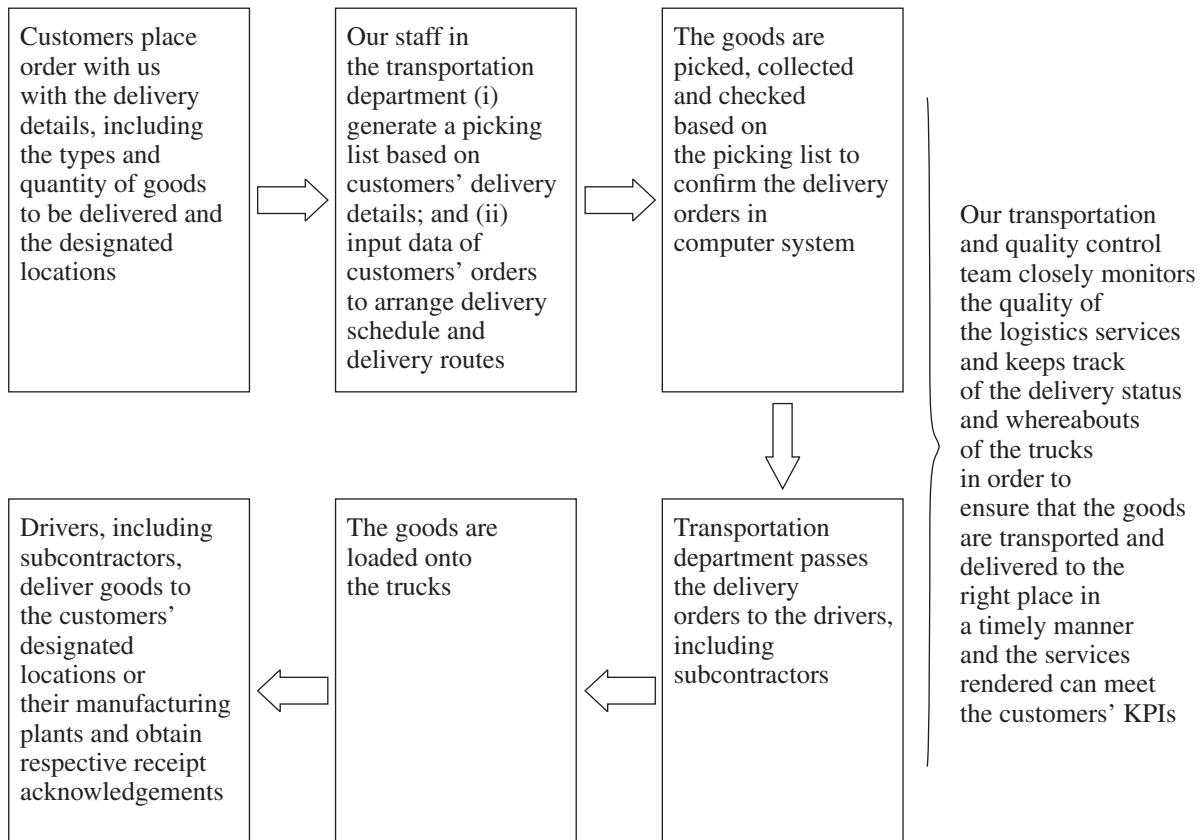 Customers place
order with us
with the delivery
details, including
the types and
quantity of goods
to be delivered and
the designated
locations
Our staff in
the transportation
department (i)
generate a picking
list based on
customers’ delivery
details; and (ii)
input data of
customers’ orders
to arrange delivery
schedule and
delivery routes
The goods are
picked, collected
and checked
based on
the picking list to
confirm the delivery
orders in
computer system
Transportation
department passes
the delivery
orders to the drivers,
including
subcontractors
The goods are
loaded onto
the trucks
Drivers, including
subcontractors,
deliver goods to
the customers’
designated
locations or
their manufacturing
plants and obtain
respective receipt
acknowledgements
Our transportation
and quality control
team closely monitors
the quality of
the logistics services
and keeps track
of the delivery status
and whereabouts
of the trucks
in order to
ensure that the goods
are transported and
delivered to the
right place in
a timely manner
and the services
rendered can meet
the customers’ KPIs